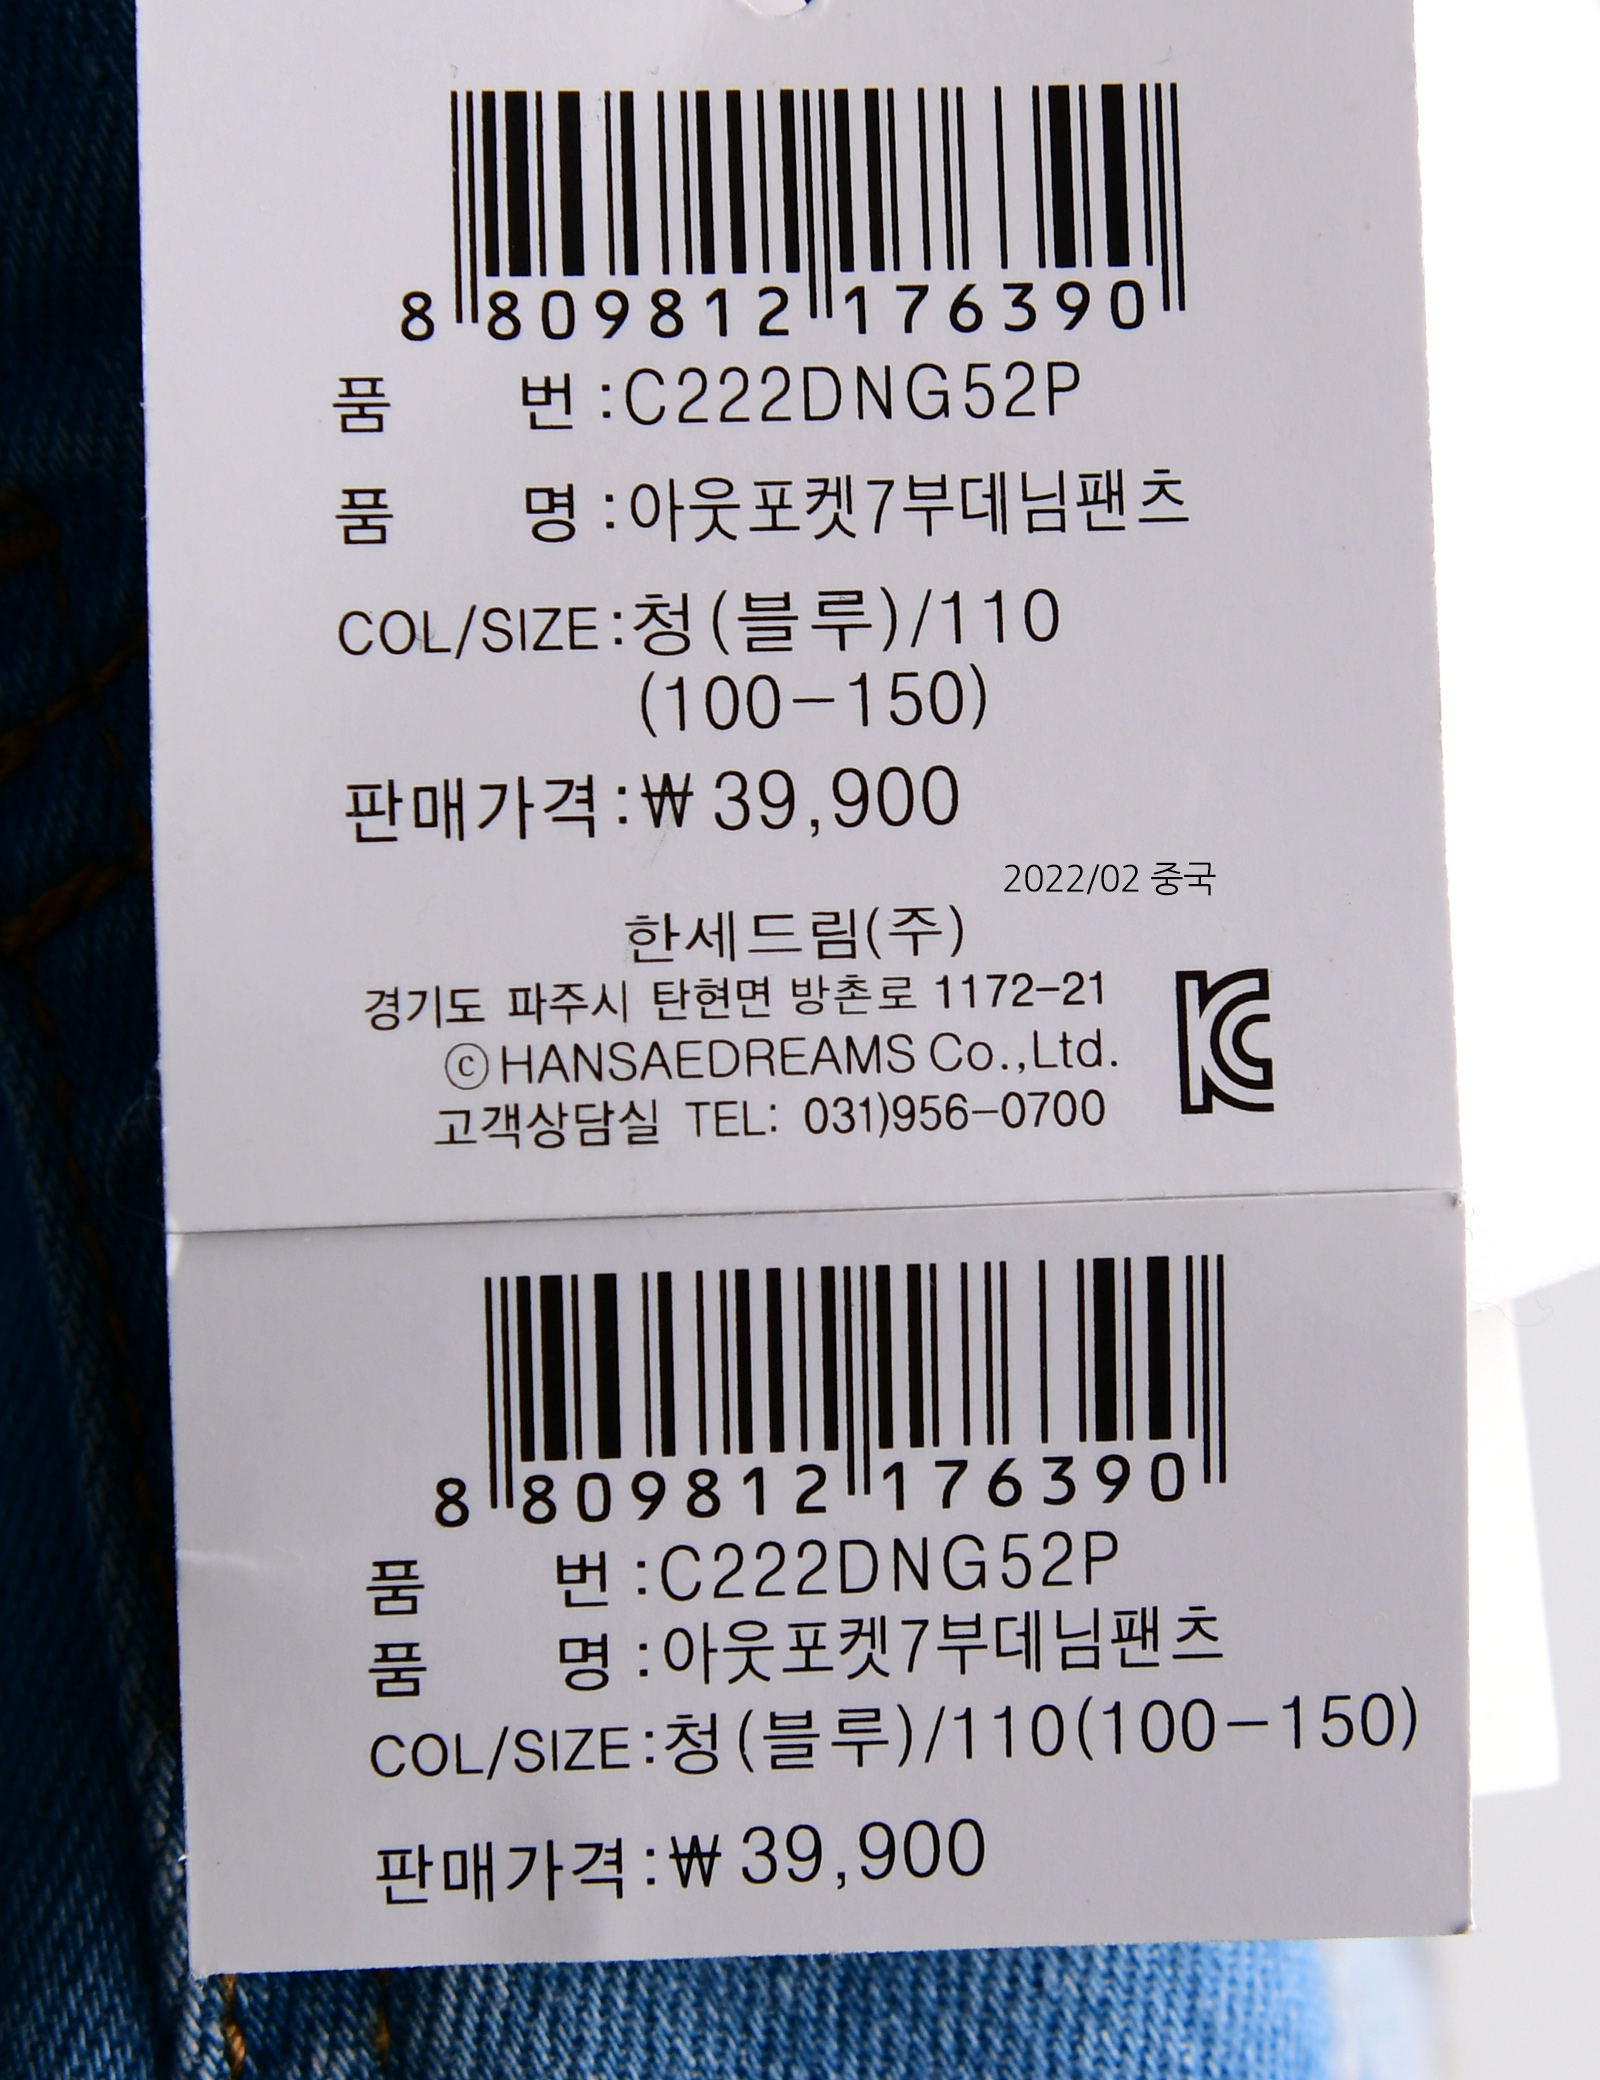 8 809812 176390
품 번 :C222DNG52P
품 명 :아웃포켓7부데님팬츠
COL/SIZE:청(블루)/110
(100-150)
판매가격:₩39,900
2022/02 중국
한세드림(주)
경기도 파주시 탄현면 방촌로 1172-21
ⓒHANSAEDREAMS Co.,Ltd.
고객상담실 TEL: 031)956-0700
KC
8 809812 176390
품 번 :C222DNG52P
품 명 :아웃포켓7부데님팬츠
COL/SIZE:청(블루)/110(100-150)
판매가격:₩39,900